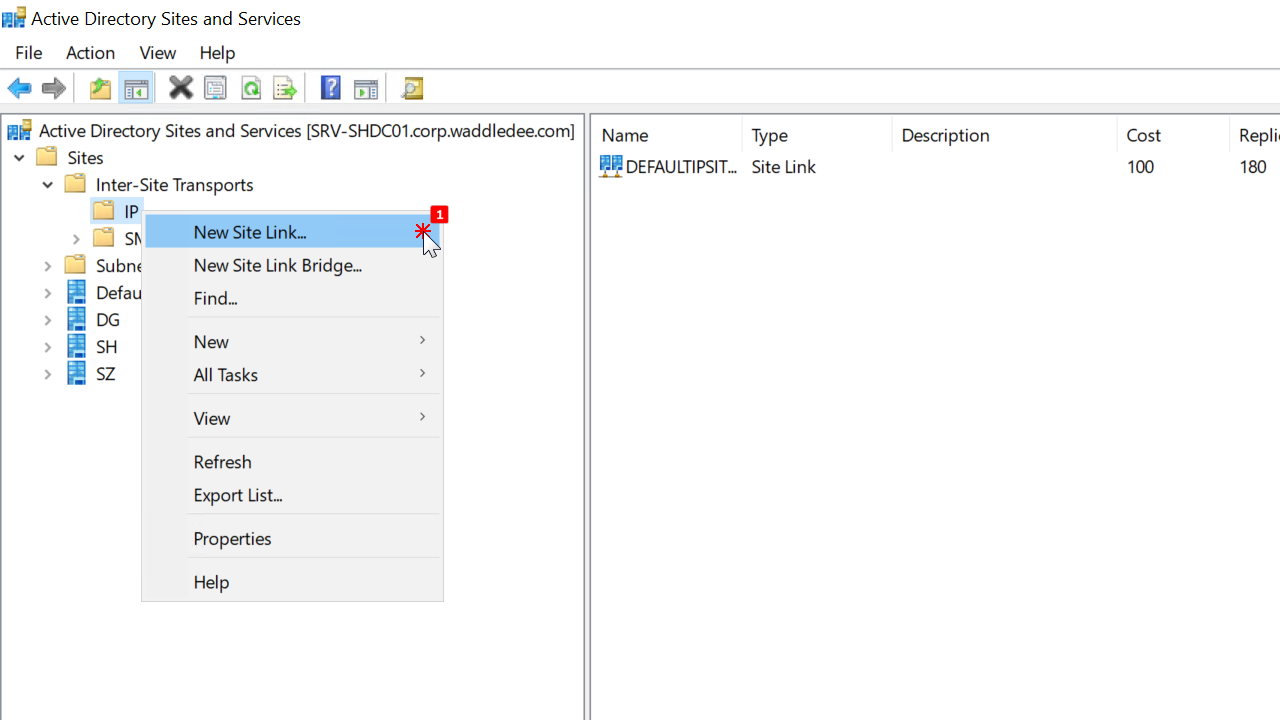 Active Directory Sites and Services
File Action View Help
Active Directory Sites and Services [SRV-SHDC01.corp.waddledee.com]
Sites
Inter-Site Transports
IP
SM
Subne
Defau
DG
SH
SZ
1
New Site Link...
New Site Link Bridge...
Find...
New
All Tasks
View
Refresh
Export List...
Properties
Help
Name Type Description Cost Replic
DEFAULTIPSIT... Site Link 100 180